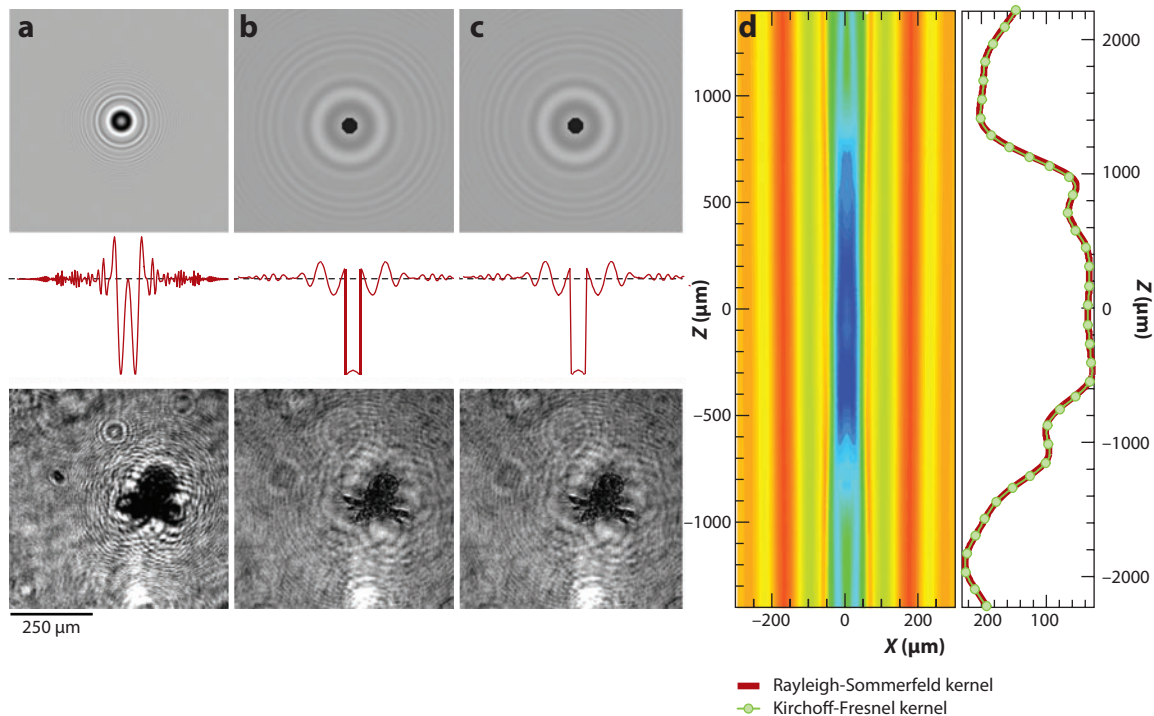 a
b
c
d
250 μm
Z (μm)
1000
500
0
−500
−1000
−200
0
200
X (μm)
2000
1000
0
−1000
−2000
Z (μm)
200
100
Rayleigh-Sommerfeld kernel
Kirchoff-Fresnel kernel